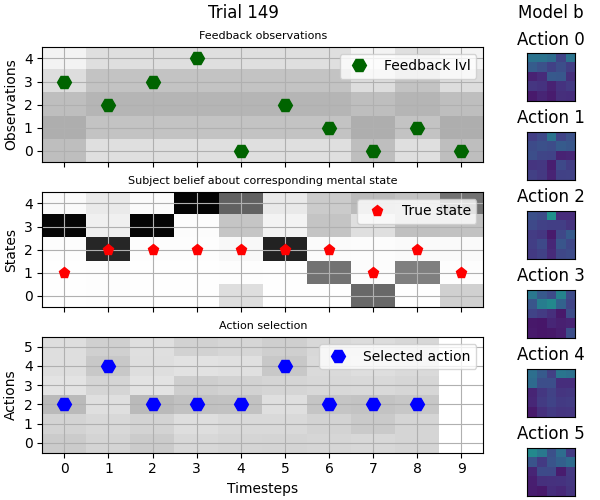 Trial 149
Model b
Feedback observations
Observations
4
3
2
1
0
Feedback lvl
Subject belief about corresponding mental state
States
4
3
2
1
0
True state
Action selection
Actions
5
4
3
2
1
0
Selected action
0 1 2 3 4 5 6 7 8 9
Timesteps
Action 0
Action 1
Action 2
Action 3
Action 4
Action 5